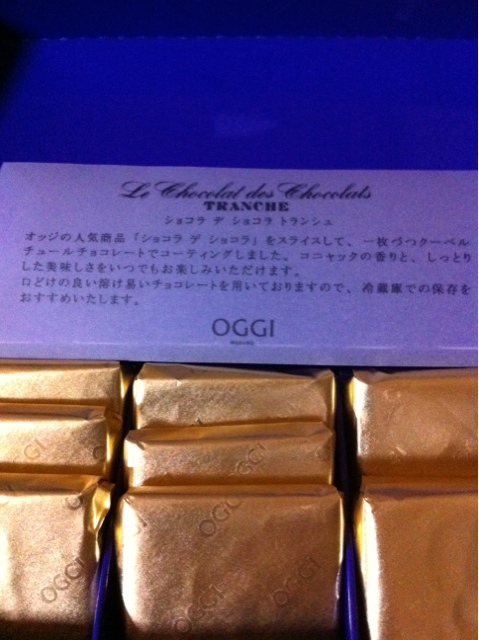 Le Chocolat des Chocolats
TRANCHE
ショコラ デ ショコラ トランシュ
オッジの人気商品「ショコラ デ ショコラ」をスライスして、一枚づつクーベル
チュールチョコレートでコーティングしました。コニャックの香りと、しっとり
した美味しさをいつでもお楽しみいただけます。
口どけの良い溶け易いチョコレートを用いておりますので、冷蔵庫での保存を
おすすめいたします。
OGGI
OGGI
OGGI
OGGI
OGGI
OGGI
OGGI